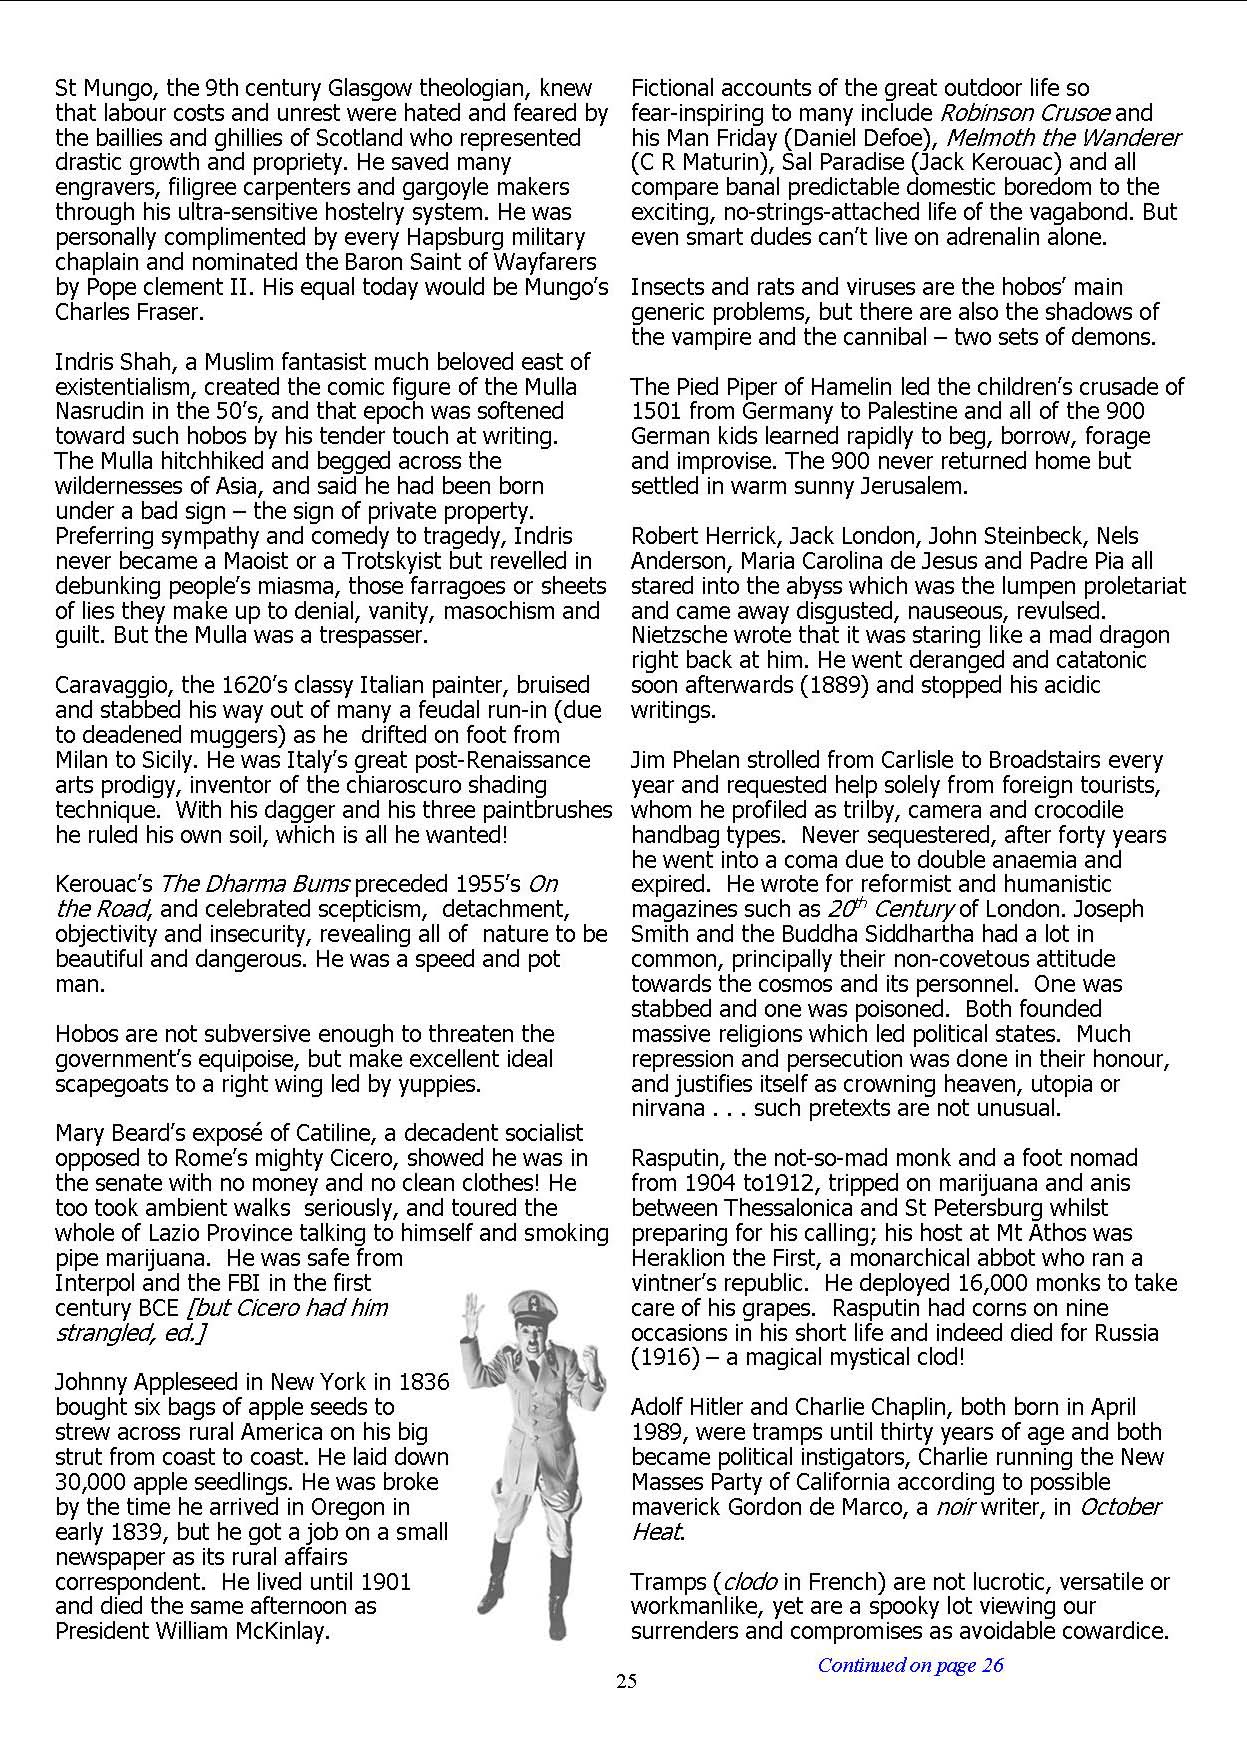 St Mungo, the 9th century Glasgow theologian, knew
that labour costs and unrest were hated and feared by
the baillies and ghillies of Scotland who represented
drastic growth and propriety. He saved many
engravers, filigree carpenters and gargoyle makers
through his ultra-sensitive hostelry system. He was
personally complimented by every Hapsburg military
chaplain and nominated the Baron Saint of Wayfarers
by Pope clement II. His equal today would be Mungo's
Charles Fraser.
Indris Shah, a Muslim fantasist much beloved east of
existentialism, created the comic figure of the Mulla
Nasrudin in the 50's, and that epoch was softened
toward such hobos by his tender touch at writing.
The Mulla hitchhiked and begged across the
wildernesses of Asia, and said he had been born
under a bad sign – the sign of private property.
Preferring sympathy and comedy to tragedy, Indris
never became a Maoist or a Trotskyist but revelled in
debunking people's miasma, those farragoes or sheets
of lies they make up to denial, vanity, masochism and
guilt. But the Mulla was a trespasser.
Caravaggio, the 1620's classy Italian painter, bruised
and stabbed his way out of many a feudal run-in (due
to deadened muggers) as he drifted on foot from
Milan to Sicily. He was Italy's great post-Renaissance
arts prodigy, inventor of the chiaroscuro shading
technique. With his dagger and his three paintbrushes
he ruled his own soil, which is all he wanted!
Kerouac's The Dharma Bums preceded 1955's On
the Road, and celebrated scepticism, detachment,
objectivity and insecurity, revealing all of nature to be
beautiful and dangerous. He was a speed and pot
man.
Hobos are not subversive enough to threaten the
government's equipoise, but make excellent ideal
scapegoats to a right wing led by yuppies.
Mary Beard's exposé of Catiline, a decadent socialist
opposed to Rome's mighty Cicero, showed he was in
the senate with no money and no clean clothes! He
too took ambient walks seriously, and toured the
whole of Lazio Province talking to himself and smoking
pipe marijuana. He was safe from
Interpol and the FBI in the first
century BCE [but Cicero had him
strangled, ed.]
Johnny Appleseed in New York in 1836
bought six bags of apple seeds to
strew across rural America on his big
strut from coast to coast. He laid down
30,000 apple seedlings. He was broke
by the time he arrived in Oregon in
early 1839, but he got a job on a small
newspaper as its rural affairs
correspondent. He lived until 1901
and died the same afternoon as
President William McKinlay.
Fictional accounts of the great outdoor life so
fear-inspiring to many include Robinson Crusoe and
his Man Friday (Daniel Defoe), Melmoth the Wanderer
(C R Maturin), Sal Paradise (Jack Kerouac) and all
compare banal predictable domestic boredom to the
exciting, no-strings-attached life of the vagabond. But
even smart dudes can't live on adrenalin alone.
Insects and rats and viruses are the hobos' main
generic problems, but there are also the shadows of
the vampire and the cannibal – two sets of demons.
The Pied Piper of Hamelin led the children's crusade of
1501 from Germany to Palestine and all of the 900
German kids learned rapidly to beg, borrow, forage
and improvise. The 900 never returned home but
settled in warm sunny Jerusalem.
Robert Herrick, Jack London, John Steinbeck, Nels
Anderson, Maria Carolina de Jesus and Padre Pia all
stared into the abyss which was the lumpen proletariat
and came away disgusted, nauseous, revulsed.
Nietzsche wrote that it was staring like a mad dragon
right back at him. He went deranged and catatonic
soon afterwards (1889) and stopped his acidic
writings.
Jim Phelan strolled from Carlisle to Broadstairs every
year and requested help solely from foreign tourists,
whom he profiled as trilby, camera and crocodile
handbag types. Never sequestered, after forty years
he went into a coma due to double anaemia and
expired. He wrote for reformist and humanistic
magazines such as 20th Century of London. Joseph
Smith and the Buddha Siddhartha had a lot in
common, principally their non-covetous attitude
towards the cosmos and its personnel. One was
stabbed and one was poisoned. Both founded
massive religions which led political states. Much
repression and persecution was done in their honour,
and justifies itself as crowning heaven, utopia or
nirvana . . . such pretexts are not unusual.
Rasputin, the not-so-mad monk and a foot nomad
from 1904 to1912, tripped on marijuana and anis
between Thessalonica and St Petersburg whilst
preparing for his calling; his host at Mt Athos was
Heraklion the First, a monarchical abbot who ran a
vintner's republic. He deployed 16,000 monks to take
care of his grapes. Rasputin had corns on nine
occasions in his short life and indeed died for Russia
(1916) – a magical mystical clod!
Adolf Hitler and Charlie Chaplin, both born in April
1989, were tramps until thirty years of age and both
became political instigators, Charlie running the New
Masses Party of California according to possible
maverick Gordon de Marco, a noir writer, in October
Heat.
Tramps (clodo in French) are not lucrotic, versatile or
workmanlike, yet are a spooky lot viewing our
surrenders and compromises as avoidable cowardice.
Continued on page 26
25